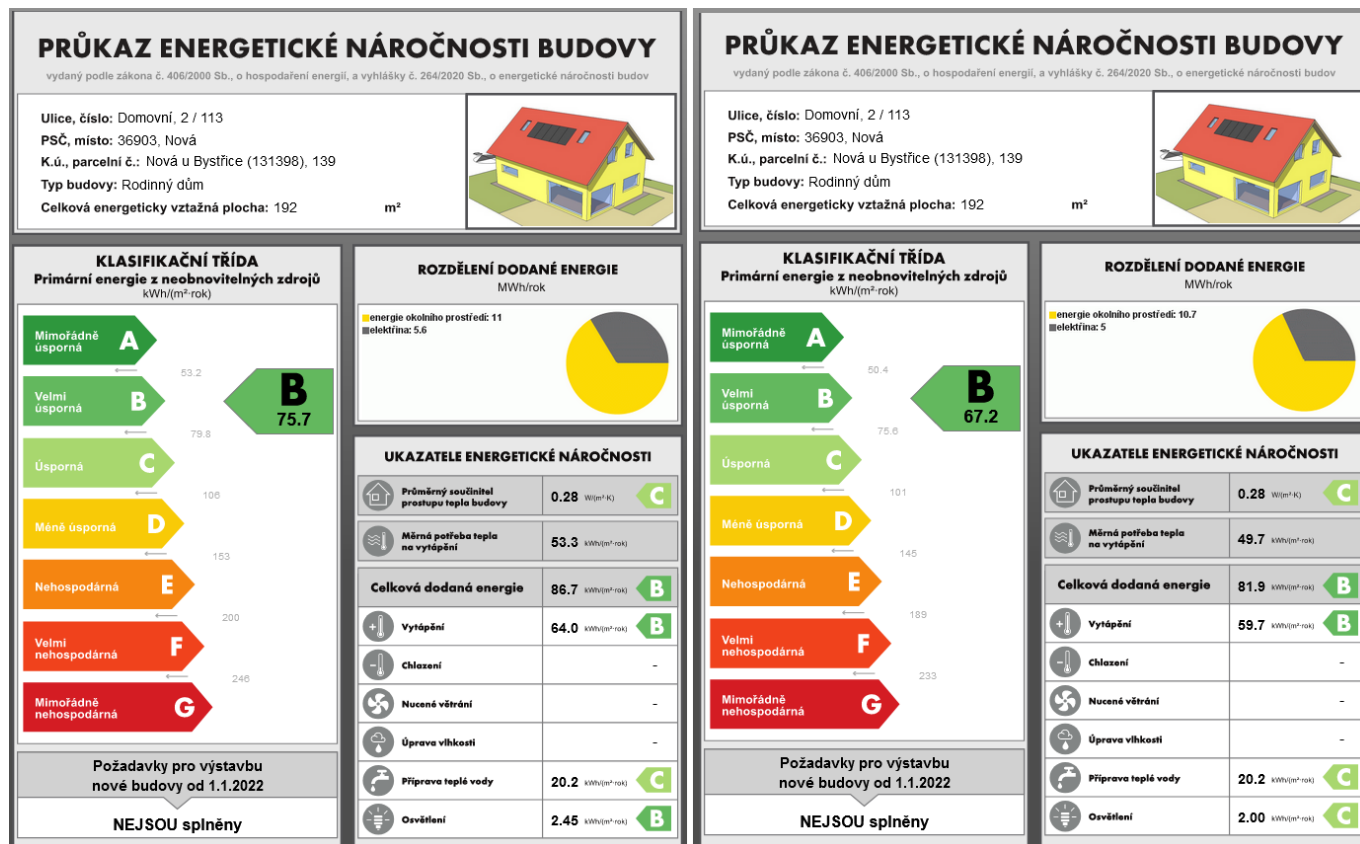 PRŮKAZ ENERGETICKÉ NÁROČNOSTI BUDOVY
vydaný podle zákona č. 406/2000 Sb., o hospodaření energií, a vyhlášky č. 264/2020 Sb., o energetické náročnosti budov
Ulice, číslo: Domovní, 2 / 113
PSČ, místo: 36903, Nová
K.ú., parcelní č.: Nová u Bystřice (131398), 139
Typ budovy: Rodinný dům
Celková energeticky vztažná plocha: 192 m²
KLASIFIKAČNÍ TŘÍDA
Primární energie z neobnovitelných zdrojů
kWh/(m²·rok)
Mimořádně
úsporná A
53.2
Velmi
úsporná B
B
75.7
79.8
Úsporná C
106
Méně úsporná D
153
Nehospodárná E
200
Velmi
nehospodárná F
246
Mimořádně
nehospodárná G
Požadavky pro výstavbu
nové budovy od 1.1.2022
NEJSOU splněny
ROZDĚLENÍ DODANÉ ENERGIE
MWh/rok
energie okolního prostředí: 11
elektřina: 5.6
UKAZATELE ENERGETICKÉ NÁROČNOSTI
Průměrný součinitel
prostupu tepla budovy 0.28 W/(m²·K) C
Měrná potřeba tepla
na vytápění 53.3 kWh/(m²·rok)
Celková dodaná energie 86.7 kWh/(m²·rok) B
Vytápění 64.0 kWh/(m²·rok) B
Chlazení -
Nucené větrání -
Úprava vlhkosti -
Příprava teplé vody 20.2 kWh/(m²·rok) C
Osvětlení 2.45 kWh/(m²·rok) B
PRŮKAZ ENERGETICKÉ NÁROČNOSTI BUDOVY
vydaný podle zákona č. 406/2000 Sb., o hospodaření energií, a vyhlášky č. 264/2020 Sb., o energetické náročnosti budov
Ulice, číslo: Domovní, 2 / 113
PSČ, místo: 36903, Nová
K.ú., parcelní č.: Nová u Bystřice (131398), 139
Typ budovy: Rodinný dům
Celková energeticky vztažná plocha: 192 m²
KLASIFIKAČNÍ TŘÍDA
Primární energie z neobnovitelných zdrojů
kWh/(m²·rok)
Mimořádně
úsporná A
50.4
Velmi
úsporná B
B
67.2
75.6
Úsporná C
101
Méně úsporná D
145
Nehospodárná E
189
Velmi
nehospodárná F
233
Mimořádně
nehospodárná G
Požadavky pro výstavbu
nové budovy od 1.1.2022
NEJSOU splněny
ROZDĚLENÍ DODANÉ ENERGIE
MWh/rok
energie okolního prostředí: 10.7
elektřina: 5
UKAZATELE ENERGETICKÉ NÁROČNOSTI
Průměrný součinitel
prostupu tepla budovy 0.28 W/(m²·K) C
Měrná potřeba tepla
na vytápění 49.7 kWh/(m²·rok)
Celková dodaná energie 81.9 kWh/(m²·rok) B
Vytápění 59.7 kWh/(m²·rok) B
Chlazení -
Nucené větrání -
Úprava vlhkosti -
Příprava teplé vody 20.2 kWh/(m²·rok) C
Osvětlení 2.00 kWh/(m²·rok) C